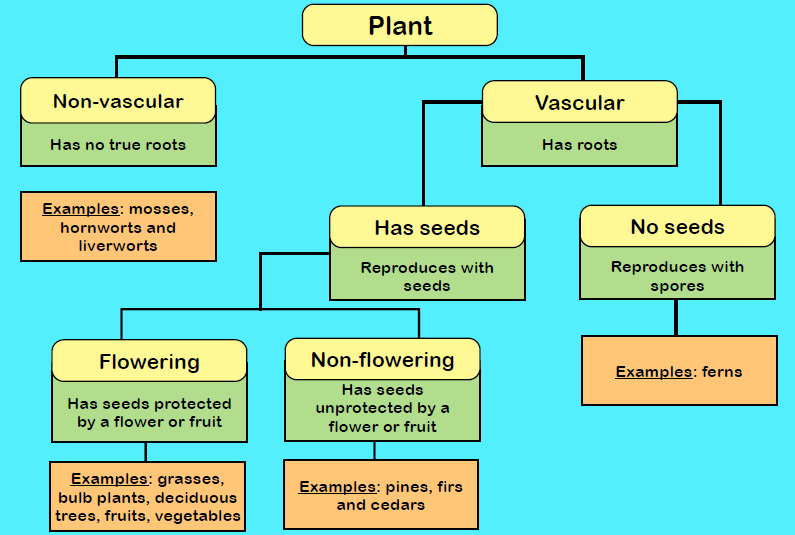 Plant
Non-vascular
Has no true roots
Examples: mosses,
hornworts and
liverworts
Vascular
Has roots
Has seeds
Reproduces with
seeds
No seeds
Reproduces with
spores
Examples: ferns
Flowering
Has seeds protected
by a flower or fruit
Examples: grasses,
bulb plants, deciduous
trees, fruits, vegetables
Non-flowering
Has seeds
unprotected by a
flower or fruit
Examples: pines, firs
and cedars